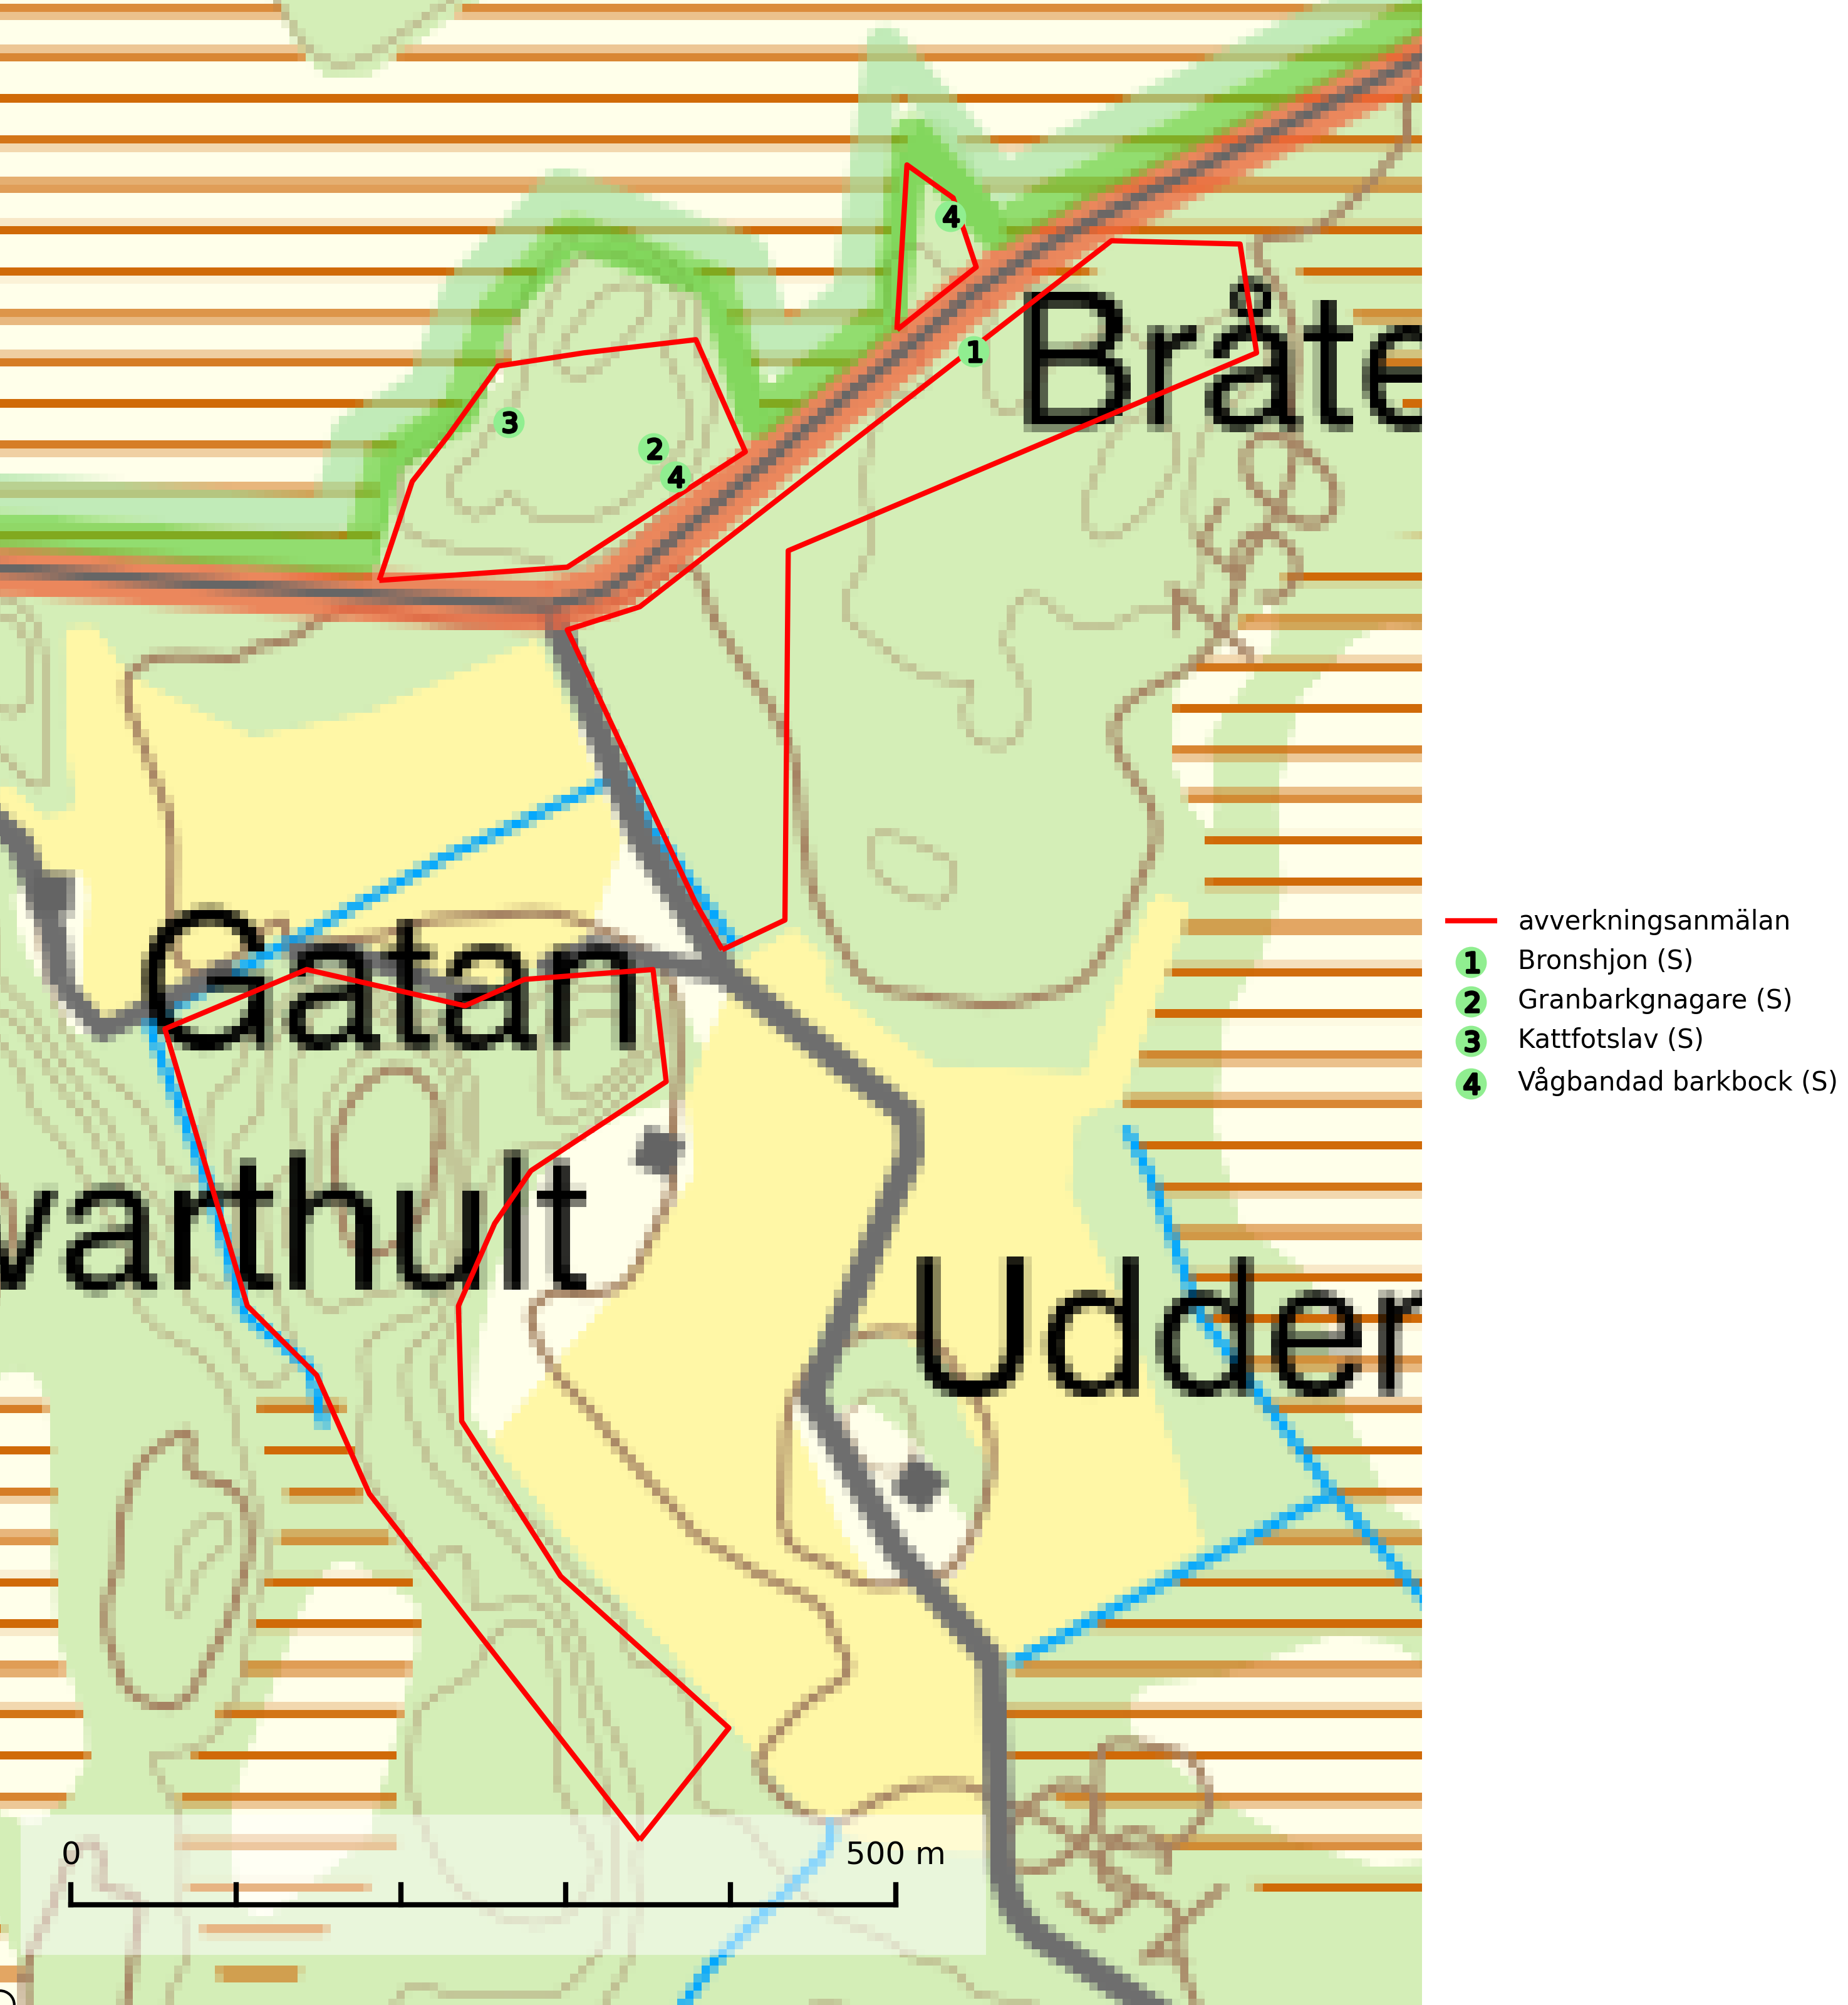 4
1
Bråte
3
2
4
Gatan
varthult
Udder
0 500 m
avverkningsanmälan
1 Bronshjon (S)
2 Granbarkgnagare (S)
3 Kattfotslav (S)
4 Vågbandad barkbock (S)